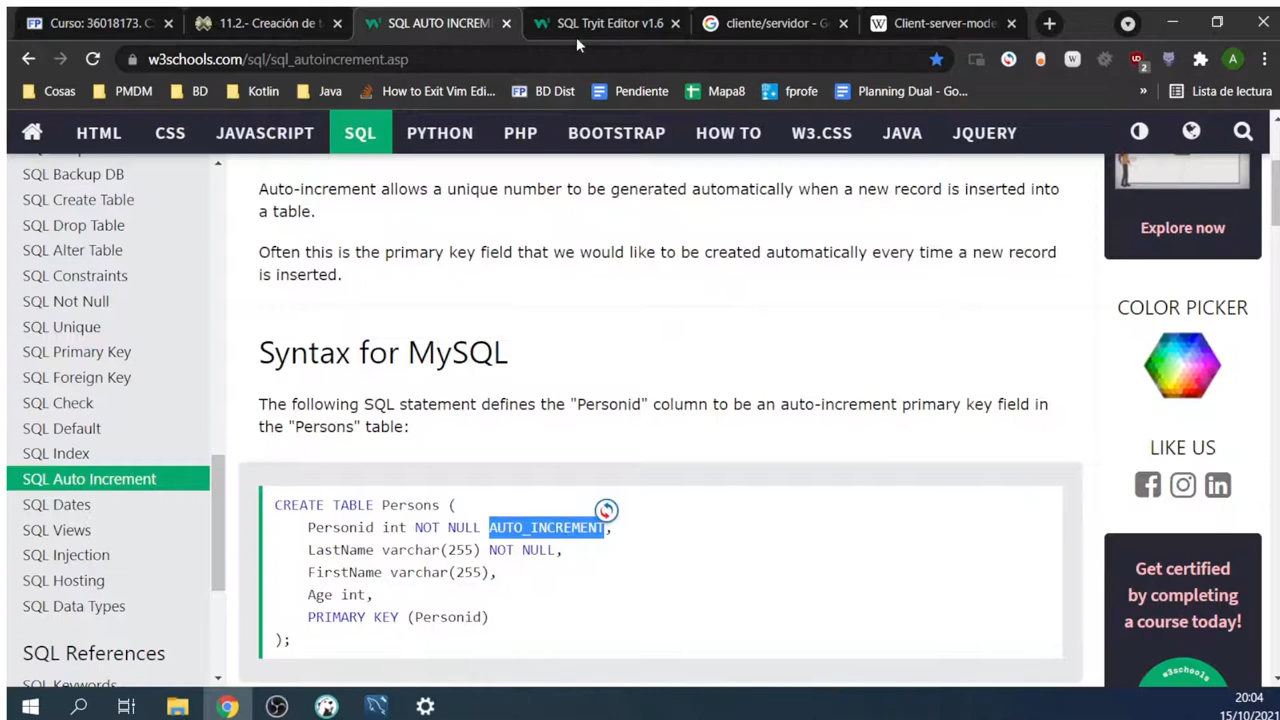 Curso: 36018173. C
11.2.- Creación de t
SQL AUTO INCREM
SQL Tryit Editor v1.6
cliente/servidor - G
Client-server-mode
w3schools.com/sql/sql_autoincrement.asp
Cosas
PMDM
BD
Kotlin
Java
How to Exit Vim Edi...
BD Dist
Pendiente
Mapa8
fprofe
Planning Dual - Go...
»
Lista de lectura
HTML
CSS
JAVASCRIPT
SQL
PYTHON
PHP
BOOTSTRAP
HOW TO
W3.CSS
JAVA
JQUERY
SQL Backup DB
SQL Create Table
SQL Drop Table
SQL Alter Table
SQL Constraints
SQL Not Null
SQL Unique
SQL Primary Key
SQL Foreign Key
SQL Check
SQL Default
SQL Index
SQL Auto Increment
SQL Dates
SQL Views
SQL Injection
SQL Hosting
SQL Data Types
SQL References
SQL Keywords
Auto-increment allows a unique number to be generated automatically when a new record is inserted into
a table.
Often this is the primary key field that we would like to be created automatically every time a new record
is inserted.
Syntax for MySQL
The following SQL statement defines the "Personid" column to be an auto-increment primary key field in
the "Persons" table:
CREATE TABLE Persons (
Personid int NOT NULL AUTO_INCREMENT,
LastName varchar(255) NOT NULL,
FirstName varchar(255),
Age int,
PRIMARY KEY (Personid)
);
Explore now
COLOR PICKER
LIKE US
Get certified
by completing
a course today!
w3schools
20:04
15/10/2021